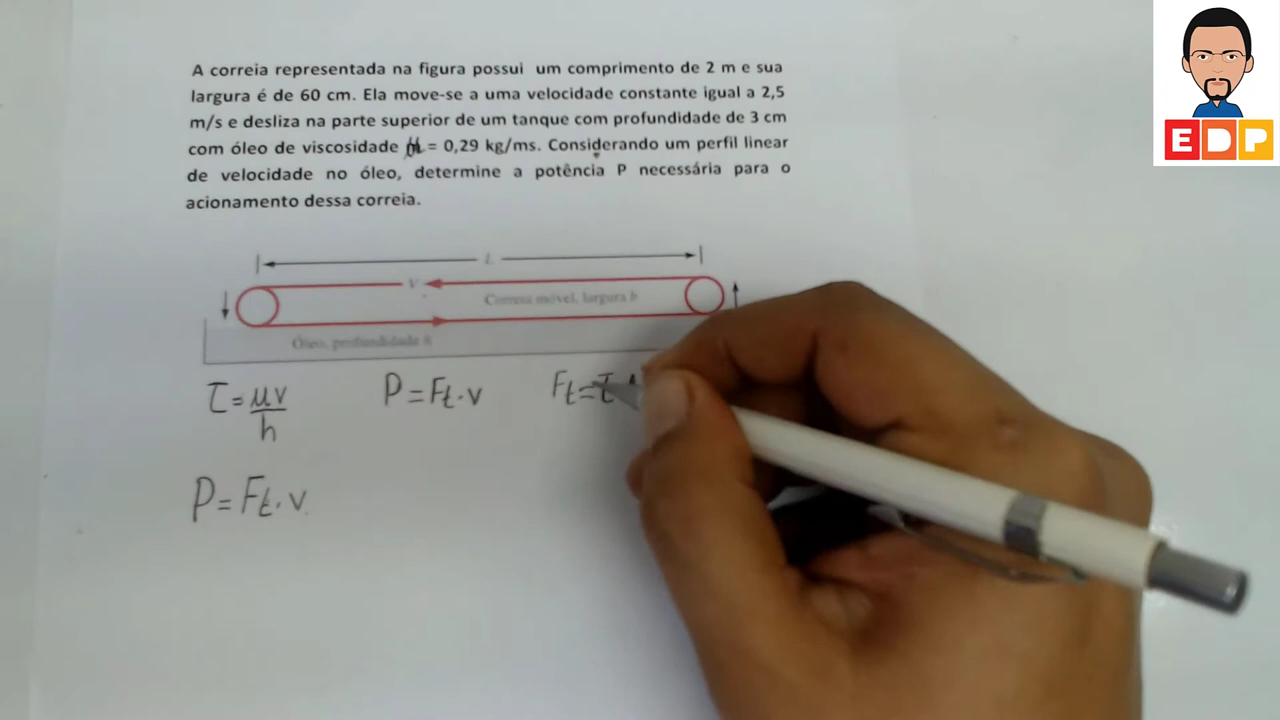 A correia representada na figura possui um comprimento de 2 m e sua
largura é de 60 cm. Ela move-se a uma velocidade constante igual a 2,5
m/s e desliza na parte superior de um tanque com profundidade de 3 cm
com óleo de viscosidade μ = 0,29 kg/ms. Considerando um perfil linear
de velocidade no óleo, determine a potência P necessária para o
acionamento dessa correia.
L
V
Correia móvel, largura b
Óleo, profundidade h
τ = μv/h
P = Ft · v
Ft = τ
P = Ft · v
EDP